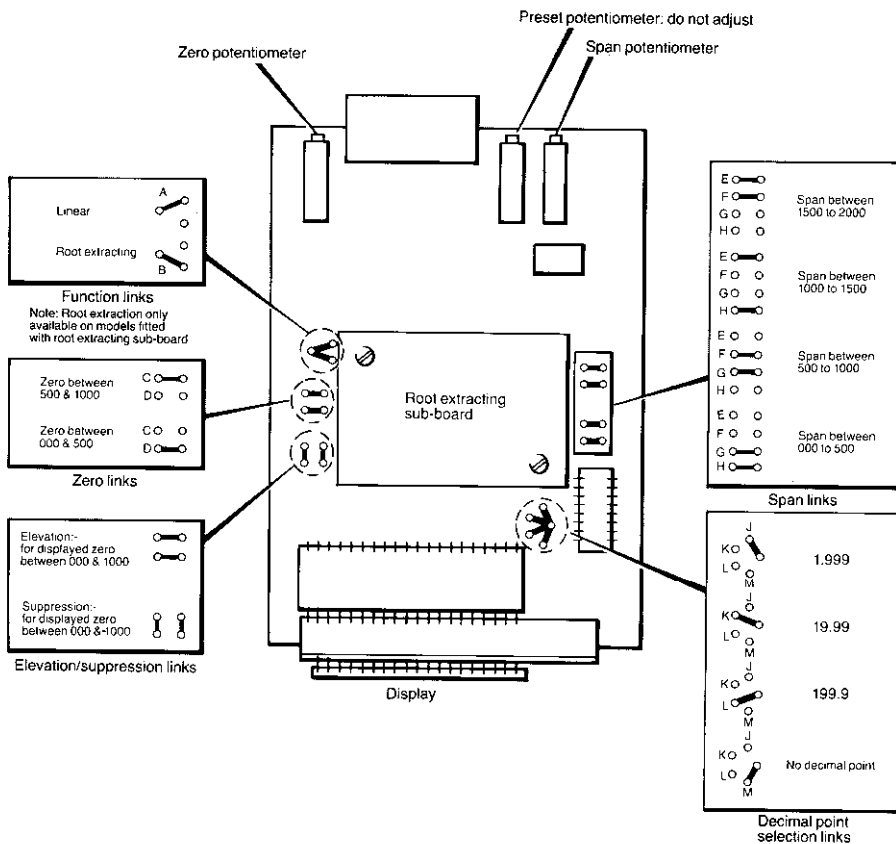 Preset potentiometer: do not adjust
Zero potentiometer
Span potentiometer
A
Linear
Root extracting
B
Function links
Note: Root extraction only
available on models fitted
with root extracting sub-board
Zero between
500 & 1000
C
D
Zero between
000 & 500
C
D
Zero links
Elevation:-
for displayed zero
between 000 & 1000
Suppression:-
for displayed zero
between 000 &-1000
Elevation/suppression links
Root extracting
sub-board
Display
E
F
G
H
Span between
1500 to 2000
E
F
G
H
Span between
1000 to 1500
E
F
G
H
Span between
500 to 1000
E
F
G
H
Span between
000 to 500
Span links
J
K
L
M
1.999
J
K
L
M
19.99
J
K
L
M
199.9
J
K
L
M
No decimal point
Decimal point
selection links